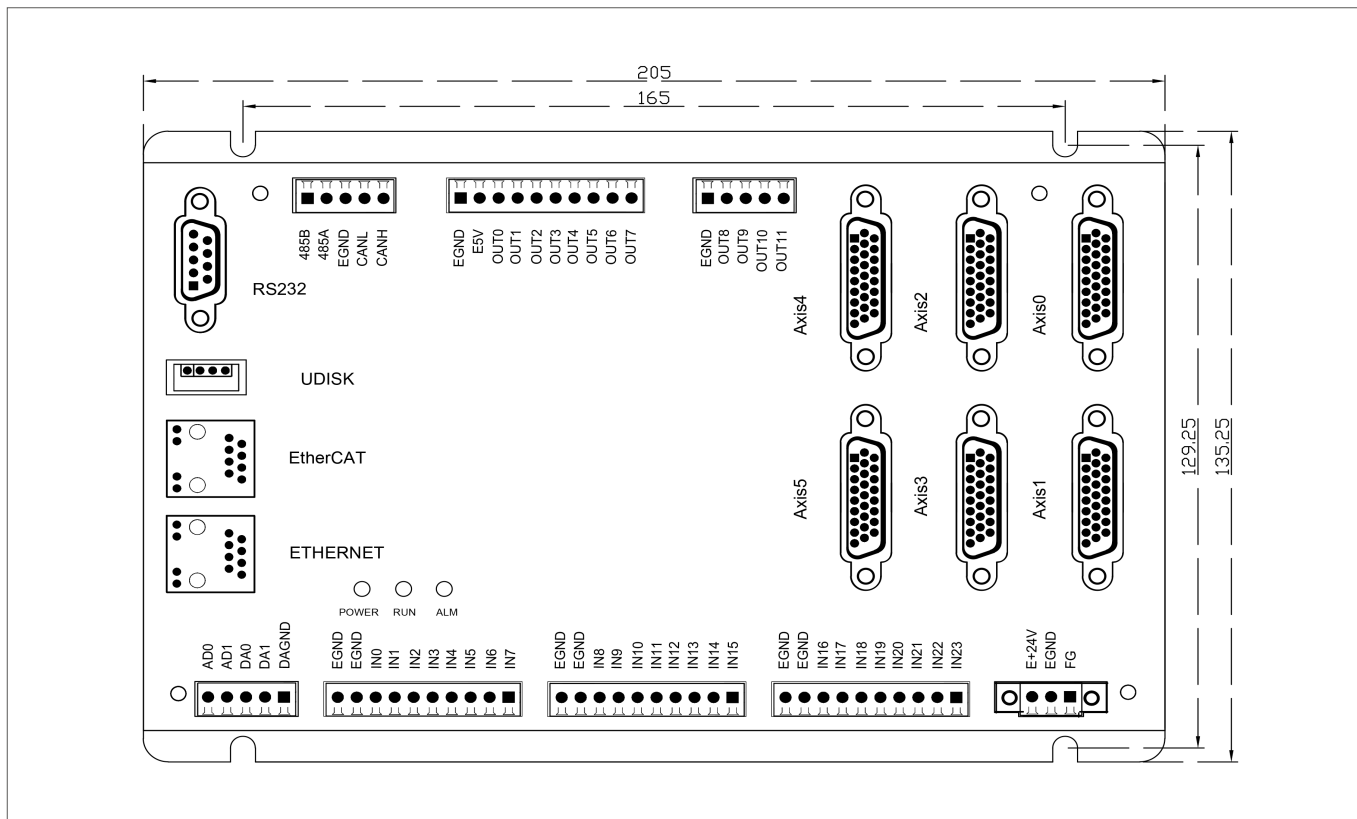 205
165
485B
485A
EGND
CANL
CANH
EGND
E5V
OUT0
OUT1
OUT2
OUT3
OUT4
OUT5
OUT6
OUT7
EGND
OUT8
OUT9
OUT10
OUT11
RS232
Axis4
Axis2
Axis0
UDISK
EtherCAT
129.25
135.25
Axis5
Axis3
Axis1
ETHERNET
POWER
RUN
ALM
AD0
AD1
DA0
DA1
DAGND
EGND
EGND
IN0
IN1
IN2
IN3
IN4
IN5
IN6
IN7
EGND
EGND
IN8
IN9
IN10
IN11
IN12
IN13
IN14
IN15
EGND
EGND
IN16
IN17
IN18
IN19
IN20
IN21
IN22
IN23
E+24V
EGND
FG